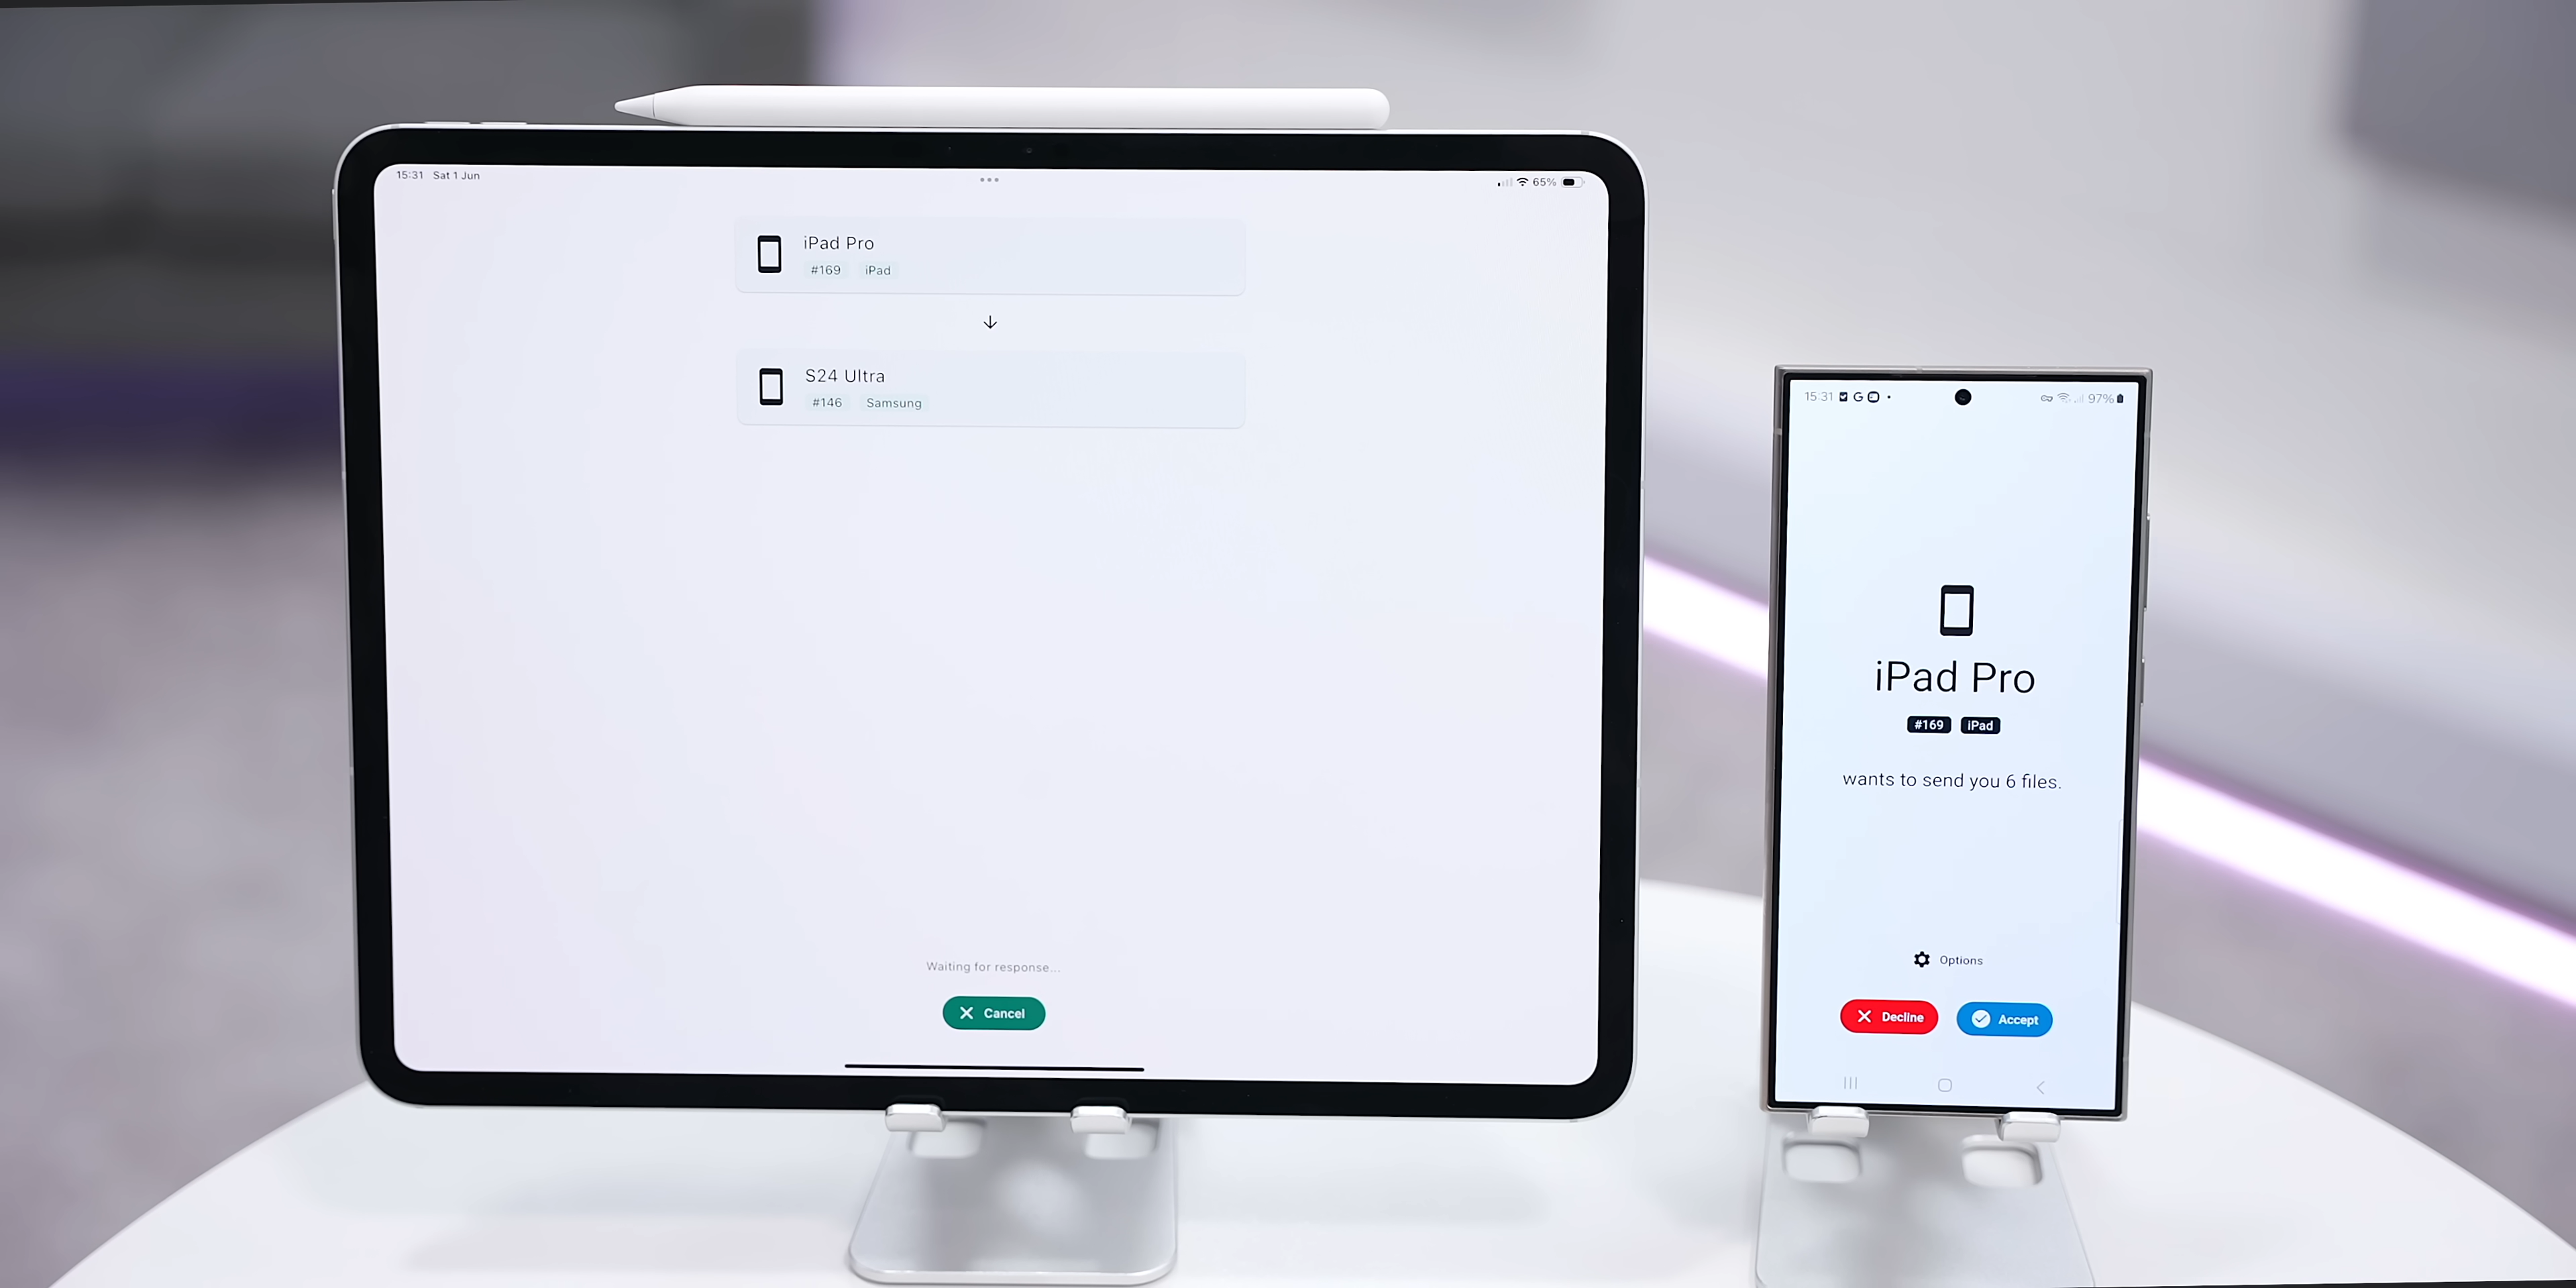 15:31 Sat 1 Jun
65%
iPad Pro
#169 iPad
S24 Ultra
#146 Samsung
Waiting for response...
Cancel
15:31 G
97%
iPad Pro
#169 iPad
wants to send you 6 files.
Options
Decline Accept